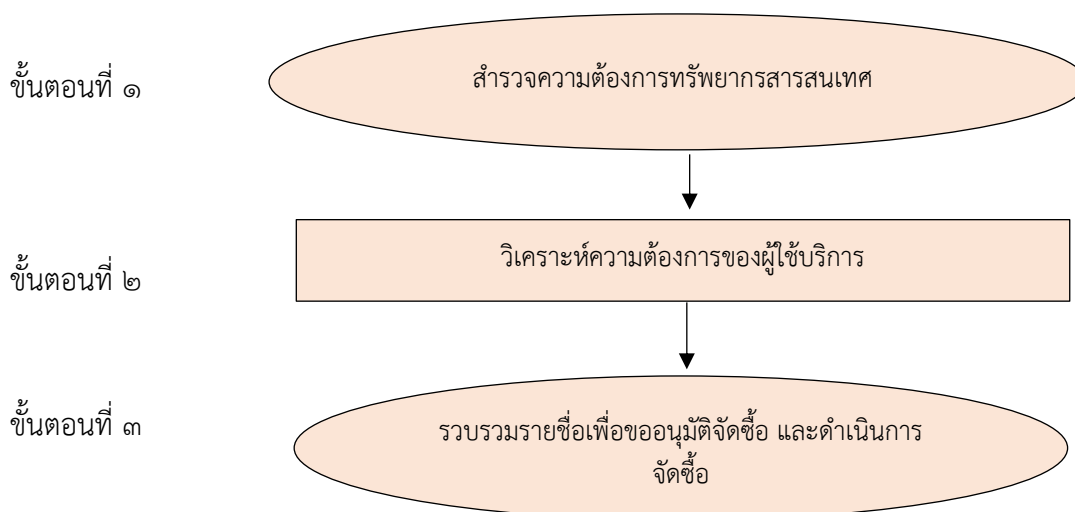 ขั้นตอนที่ ๑
สำรวจความต้องการทรัพยากรสารสนเทศ
ขั้นตอนที่ ๒
วิเคราะห์ความต้องการของผู้ใช้บริการ
ขั้นตอนที่ ๓
รวบรวมรายชื่อเพื่อขออนุมัติจัดซื้อ และดำเนินการ
จัดซื้อ